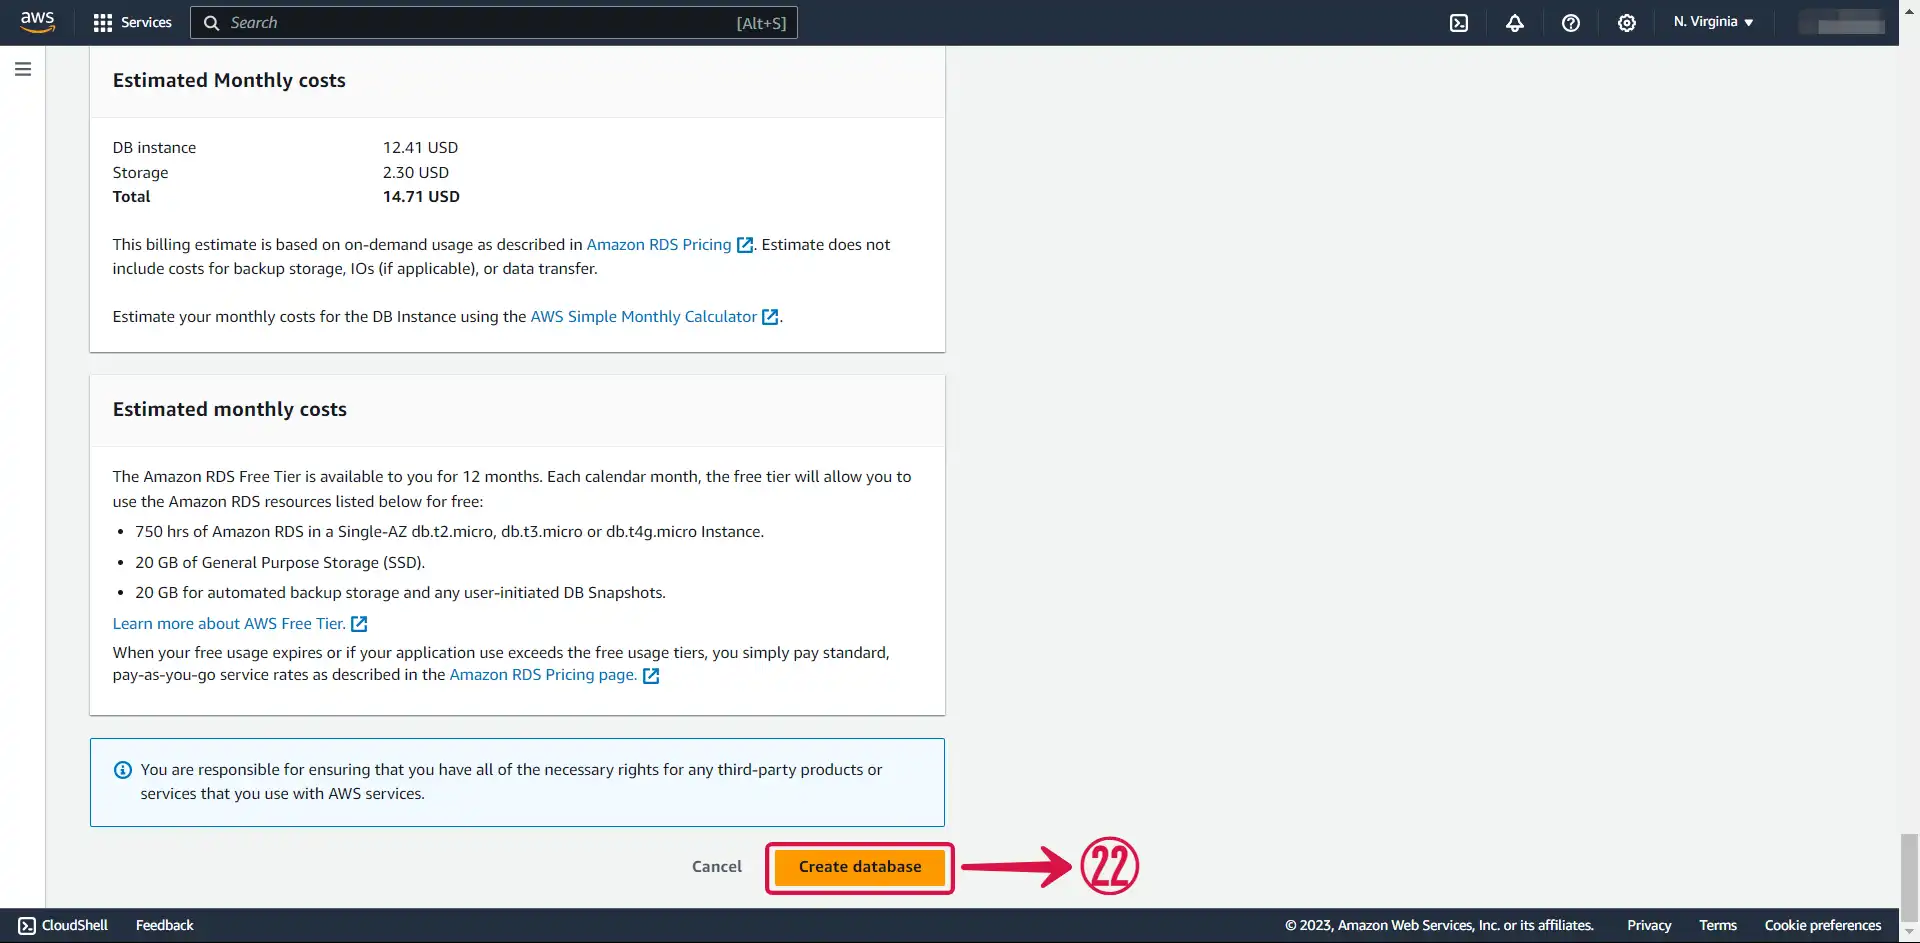 aws
Services
Search
[Alt+S]
N. Virginia
Estimated Monthly costs
DB instance 12.41 USD
Storage 2.30 USD
Total 14.71 USD
This billing estimate is based on on-demand usage as described in Amazon RDS Pricing. Estimate does not
include costs for backup storage, IOs (if applicable), or data transfer.
Estimate your monthly costs for the DB Instance using the AWS Simple Monthly Calculator.
Estimated monthly costs
The Amazon RDS Free Tier is available to you for 12 months. Each calendar month, the free tier will allow you to
use the Amazon RDS resources listed below for free:
• 750 hrs of Amazon RDS in a Single-AZ db.t2.micro, db.t3.micro or db.t4g.micro Instance.
• 20 GB of General Purpose Storage (SSD).
• 20 GB for automated backup storage and any user-initiated DB Snapshots.
Learn more about AWS Free Tier.
When your free usage expires or if your application use exceeds the free usage tiers, you simply pay standard,
pay-as-you-go service rates as described in the Amazon RDS Pricing page.
You are responsible for ensuring that you have all of the necessary rights for any third-party products or
services that you use with AWS services.
Cancel
Create database
22
CloudShell
Feedback
© 2023, Amazon Web Services, Inc. or its affiliates.
Privacy
Terms
Cookie preferences